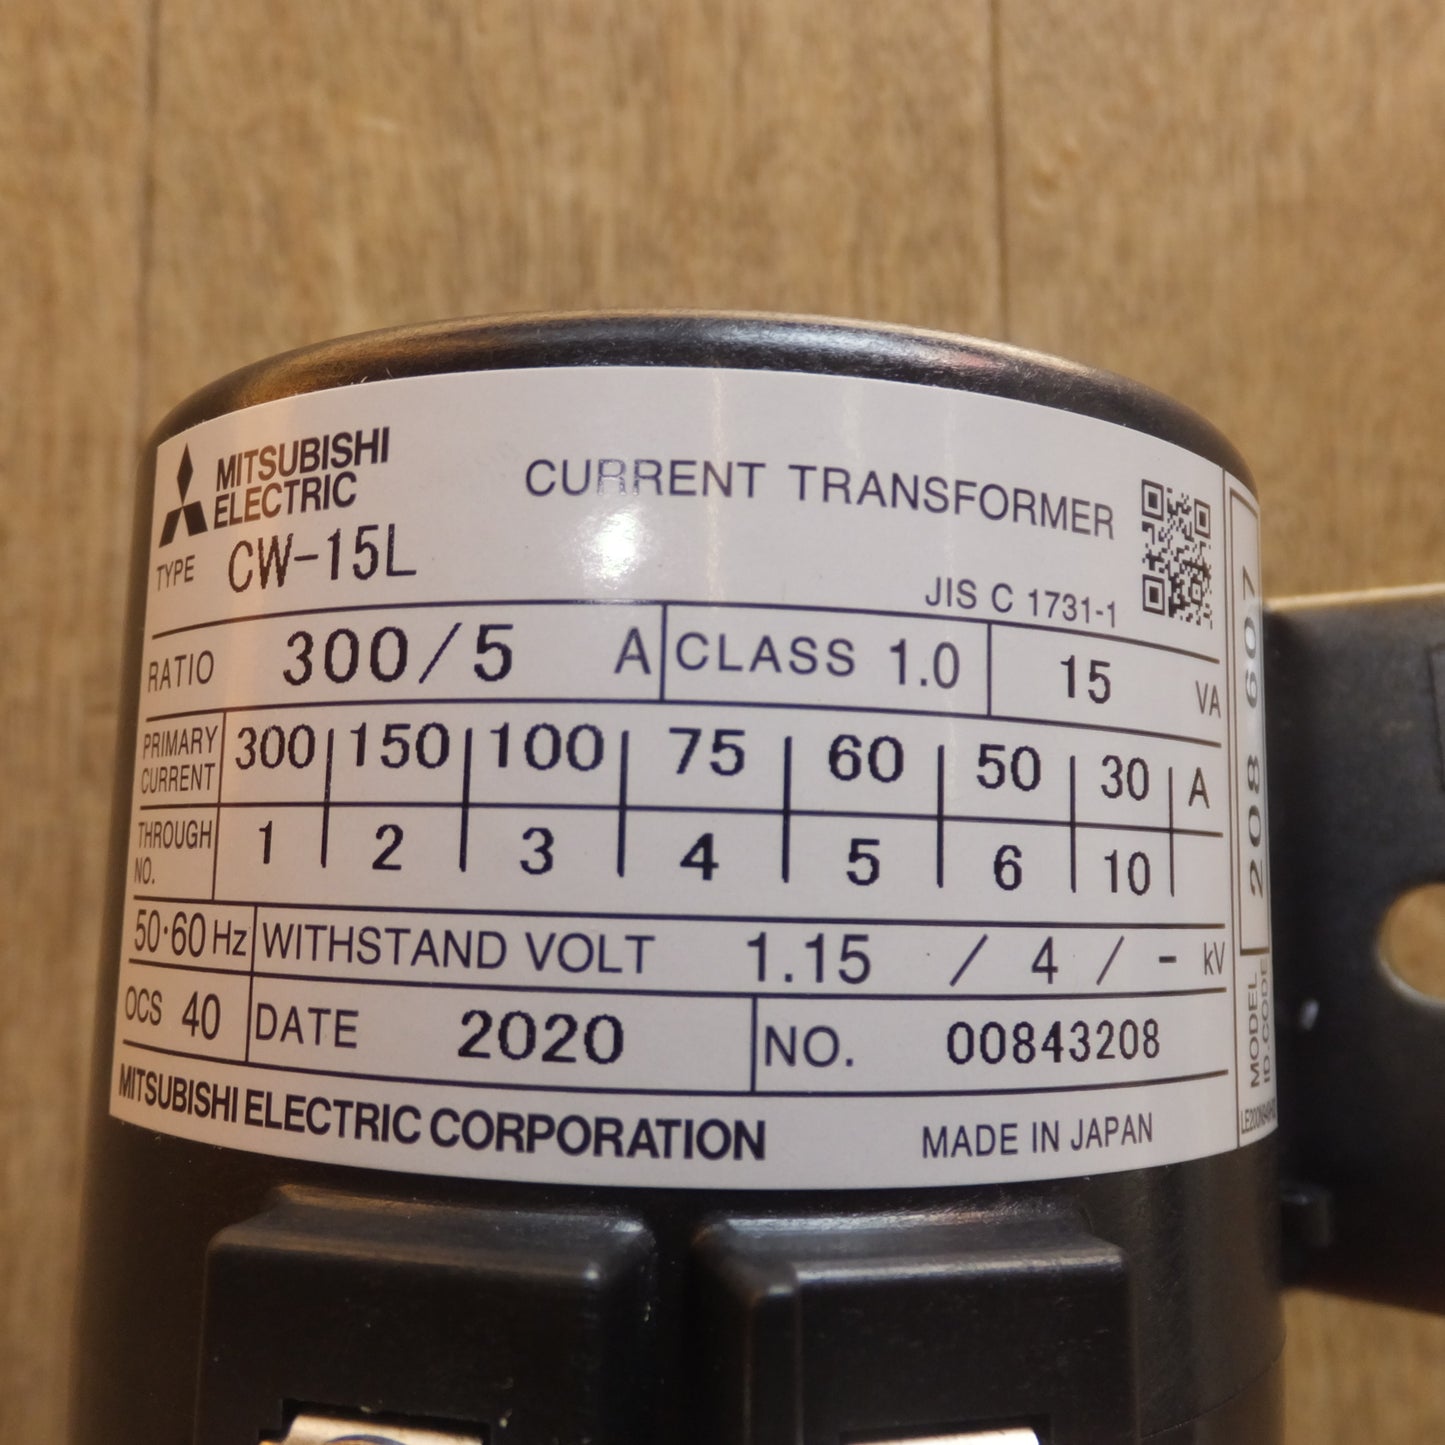 MITSUBISHI
ELECTRIC
CURRENT TRANSFORMER
TYPE CW-15L
JIS C 1731-1
RATIO 300/5 A CLASS 1.0 15 VA
PRIMARY CURRENT 300 150 100 75 60 50 30 A
THROUGH NO. 1 2 3 4 5 6 10
50·60 Hz WITHSTAND VOLT 1.15 / 4 / - kV
OCS 40 DATE 2020 NO. 00843208
MITSUBISHI ELECTRIC CORPORATION MADE IN JAPAN
MODEL ID.CODE 208 607